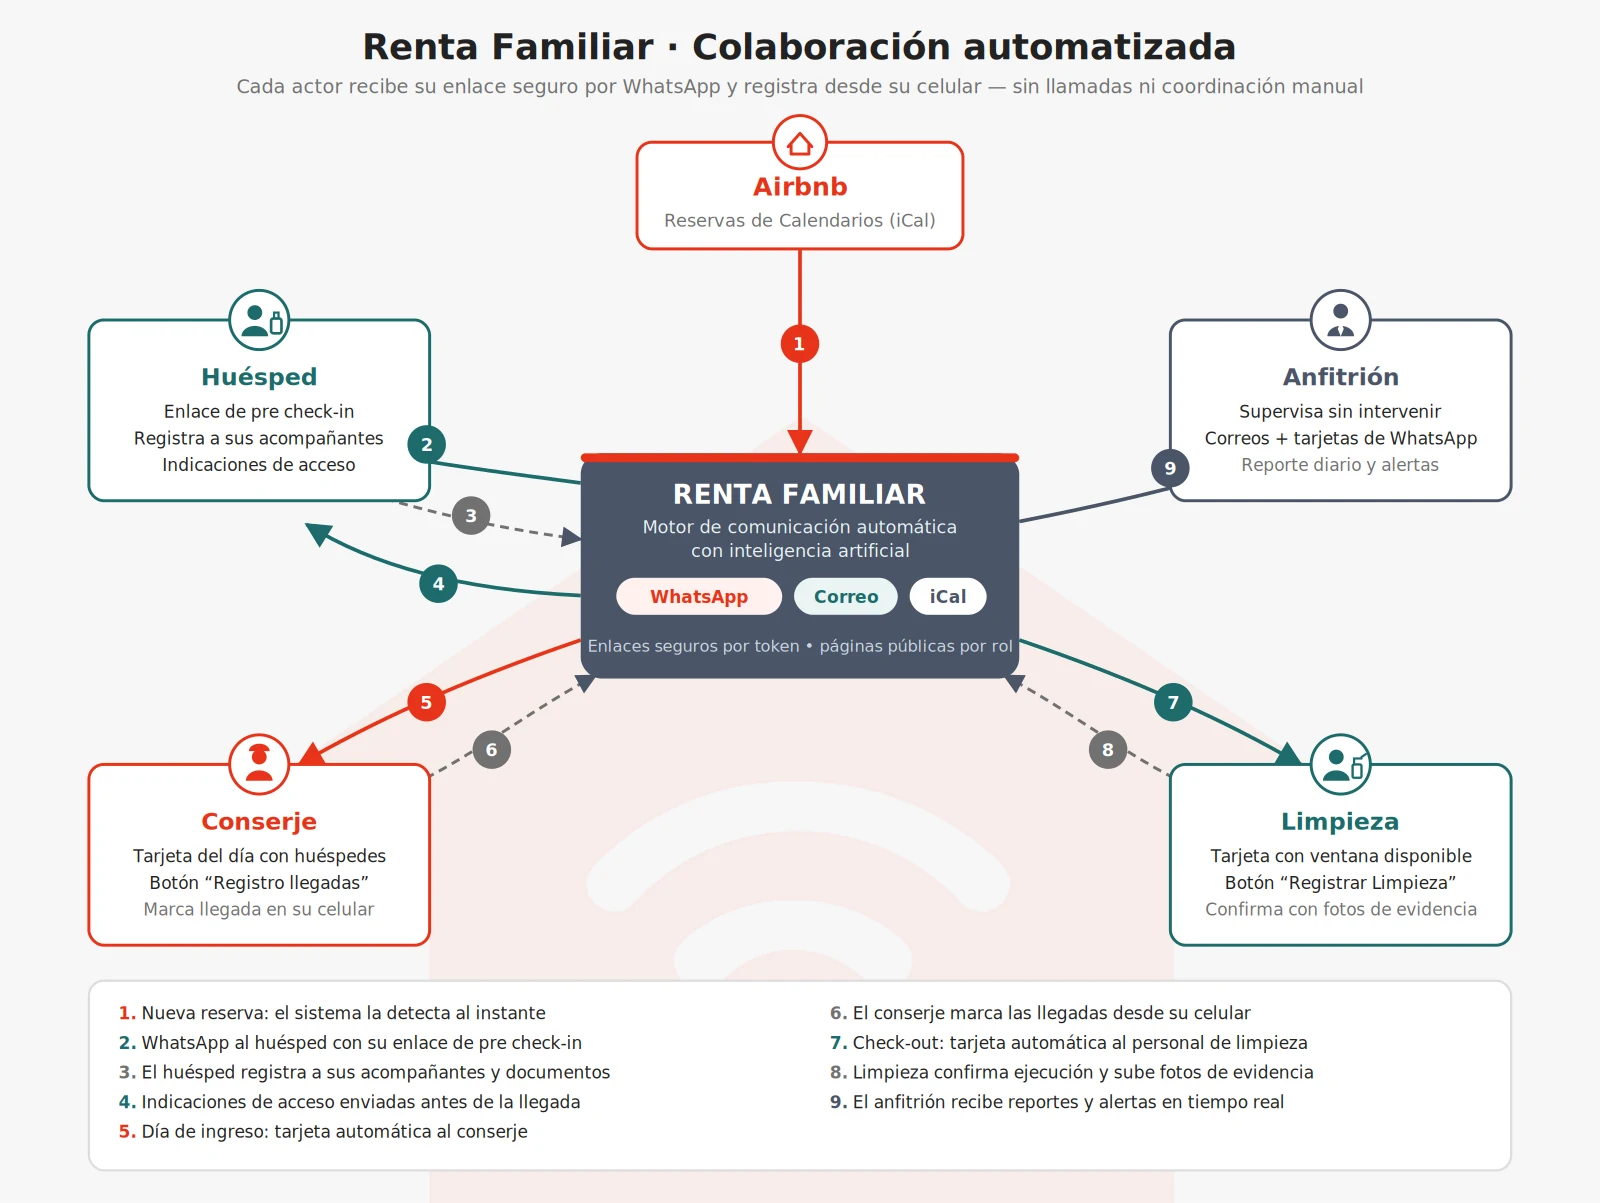 Renta Familiar · Colaboración automatizada
Cada actor recibe su enlace seguro por WhatsApp y registra desde su celular — sin llamadas ni coordinación manual
Airbnb
Reservas de Calendarios (iCal)
1
Huésped
Enlace de pre check-in
Registra a sus acompañantes
Indicaciones de acceso
2
3
4
Anfitrión
Supervisa sin intervenir
Correos + tarjetas de WhatsApp
Reporte diario y alertas
9
RENTA FAMILIAR
Motor de comunicación automática
con inteligencia artificial
WhatsApp Correo iCal
Enlaces seguros por token • páginas públicas por rol
5
6
7
8
Conserje
Tarjeta del día con huéspedes
Botón “Registro llegadas”
Marca llegada en su celular
Limpieza
Tarjeta con ventana disponible
Botón “Registrar Limpieza”
Confirma con fotos de evidencia
1. Nueva reserva: el sistema la detecta al instante
2. WhatsApp al huésped con su enlace de pre check-in
3. El huésped registra a sus acompañantes y documentos
4. Indicaciones de acceso enviadas antes de la llegada
5. Día de ingreso: tarjeta automática al conserje
6. El conserje marca las llegadas desde su celular
7. Check-out: tarjeta automática al personal de limpieza
8. Limpieza confirma ejecución y sube fotos de evidencia
9. El anfitrión recibe reportes y alertas en tiempo real